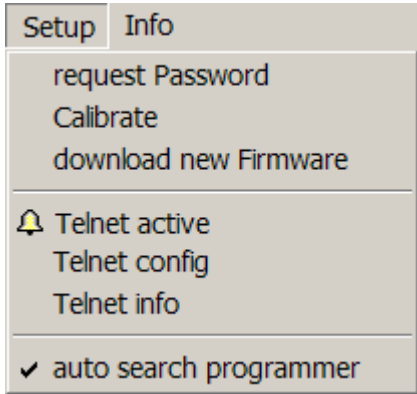 Setup Info
request Password
Calibrate
download new Firmware
Telnet active
Telnet config
Telnet info
auto search programmer